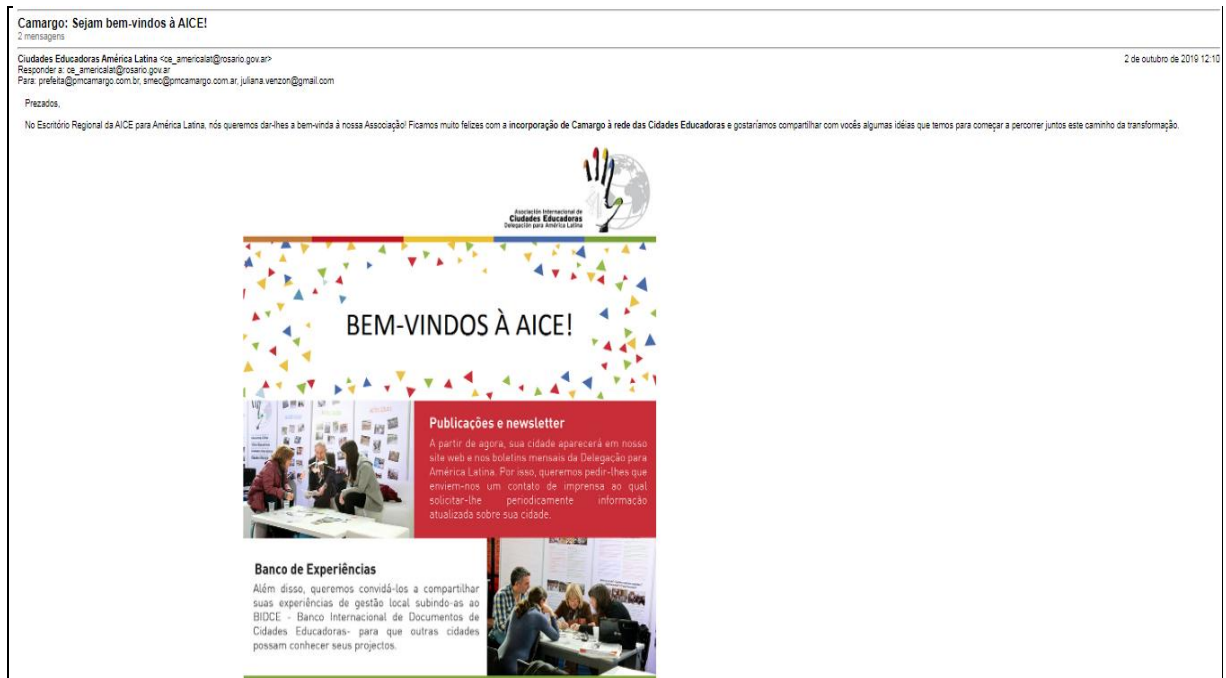 Camargo: Sejam bem-vindos à AICE!
2 mensagens
Ciudades Educadoras América Latina <ce_americalat@rosario.gov.ar>
2 de outubro de 2019 12:10
Responder a: ce_americalat@rosario.gov.ar
Para: prefeita@pmcamargo.com.br, smec@pmcamargo.com.ar, juliana.venzon@gmail.com
Prezados,
No Escritório Regional da AICE para América Latina, nós queremos dar-lhes a bem-vinda à nossa Associação! Ficamos muito felizes com a incorporação de Camargo à rede das Cidades Educadoras e gostaríamos compartilhar com vocês algumas idéias que temos para começar a percorrer juntos este caminho da transformação.
Asociación Internacional de
Ciudades Educadoras
Delegación para América Latina
BEM-VINDOS À AICE!
Publicações e newsletter
A partir de agora, sua cidade aparecerá em nosso
site web e nos boletins mensais da Delegação para
América Latina. Por isso, queremos pedir-lhes que
enviem-nos um contato de imprensa ao qual
solicitar-lhe periodicamente informação
atualizada sobre sua cidade.
Banco de Experiências
Além disso, queremos convidá-los a compartilhar
suas experiências de gestão local subindo-as ao
BIDCE - Banco Internacional de Documentos de
Cidades Educadoras- para que outras cidades
possam conhecer seus projectos.